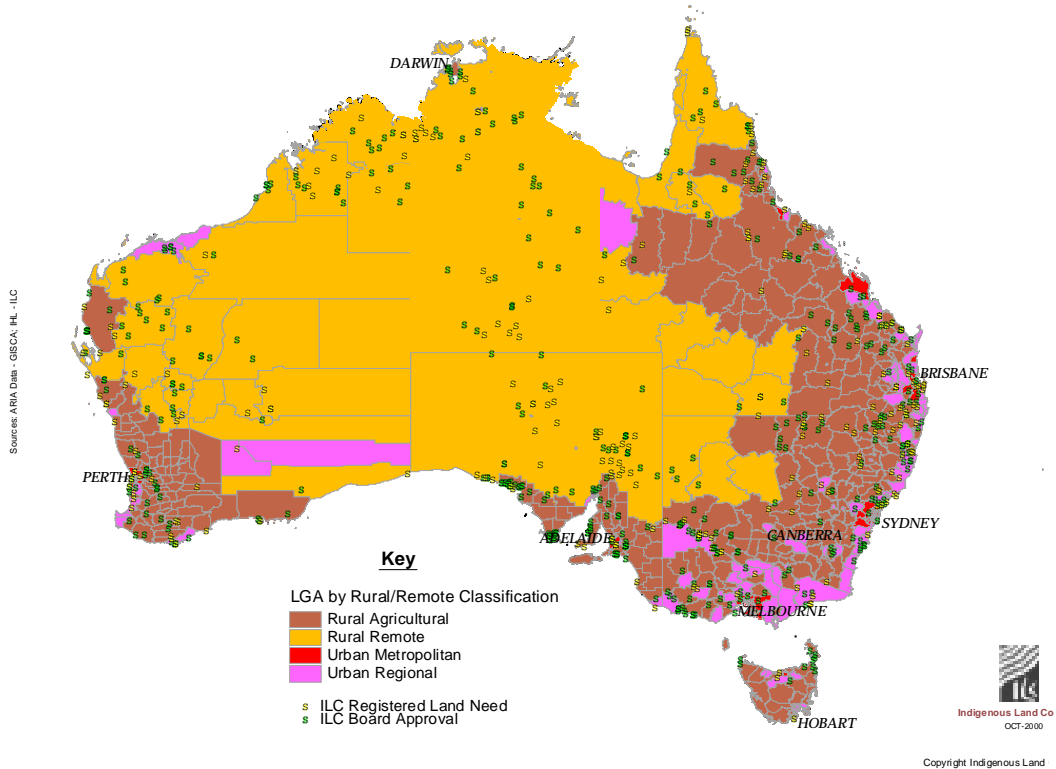 DARWIN
BRISBANE
PERTH
SYDNEY
CANBERRA
ADELAIDE
MELBOURNE
HOBART
Sources: ARIA Data - GISCA; IHL - ILC
Key
LGA by Rural/Remote Classification
Rural Agricultural
Rural Remote
Urban Metropolitan
Urban Regional
S ILC Registered Land Need
S ILC Board Approval
Indigenous Land Co
OCT-2000
Copyright Indigenous Land